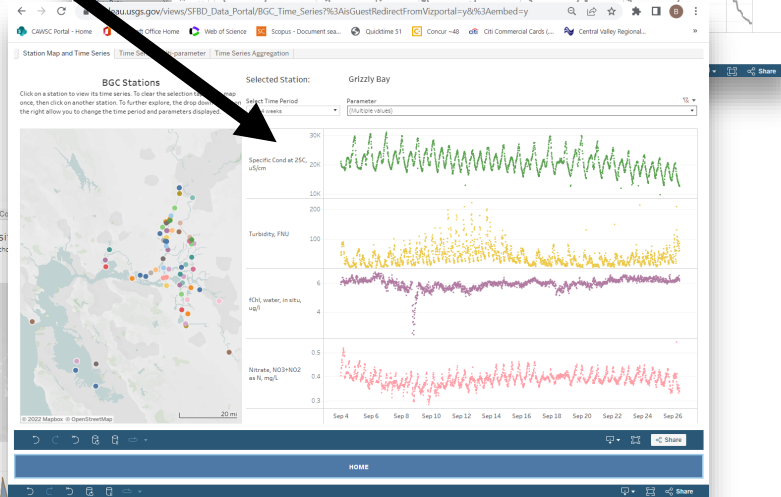 eau.usgs.gov/views/SFBD_Data_Portal/BGC_Time_Series?%3AisGuestRedirectFromVizportal=y&%3Aembed=y
B
CAWSC Portal - Home
oft Office Home
Web of Science
SC Scopus - Document sea...
Quicktime 51
Concur ~48
citi Citi Commercial Cards (...
Central Valley Regional...
»
Station Map and Time Series
Time Ser
-parameter
Time Series Aggregation
Share
BGC Stations
Selected Station:
Grizzly Bay
Click on a station to view its time series. To clear the selection
map
once, then click on another station. To further explore, the drop down
on
the right allow you to change the time period and parameters displayed.
Select Time Period
weeks
Parameter
(Multiple values)
30K
Specific Cond at 25C,
uS/cm
20K
10K
200
Turbidity, FNU
100
6
fChl, water, in situ,
ug/l
4
0.5
Nitrate, NO3+NO2
as N, mg/L
0.4
0.3
Sep 4
Sep 6
Sep 8
Sep 10
Sep 12
Sep 14
Sep 16
Sep 18
Sep 20
Sep 22
Sep 24
Sep 26
20 mi
© 2022 Mapbox © OpenStreetMap
Share
HOME
Share